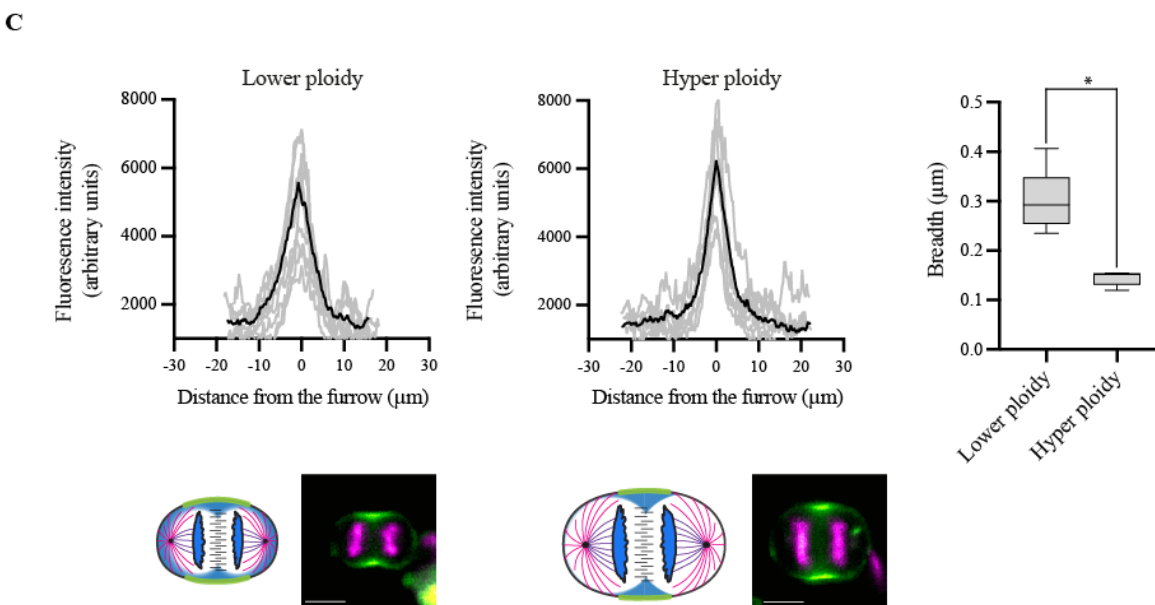 C
Lower ploidy
Hyper ploidy
*
8000
6000
4000
2000
Fluoresence intensity
(arbitrary units)
-30
-20
-10
0
10
20
30
Distance from the furrow (µm)
8000
6000
4000
2000
Fluoresence intensity
(arbitrary units)
-30
-20
-10
0
10
20
30
Distance from the furrow (µm)
0.5
0.4
0.3
0.2
0.1
0.0
Breadth (µm)
Lower ploidy
Hyper ploidy